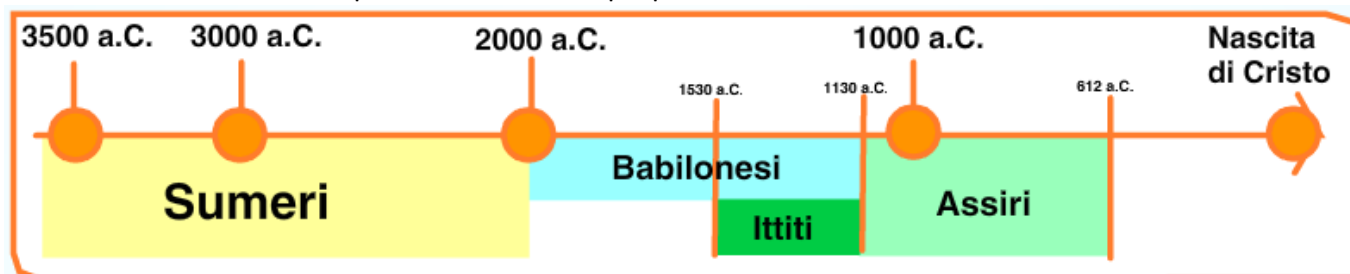 3500 a.C.
3000 a.C.
2000 a.C.
1000 a.C.
Nascita
di Cristo
1530 a.C.
1130 a.C.
612 a.C.
Babilonesi
Sumeri
Assiri
Ittiti